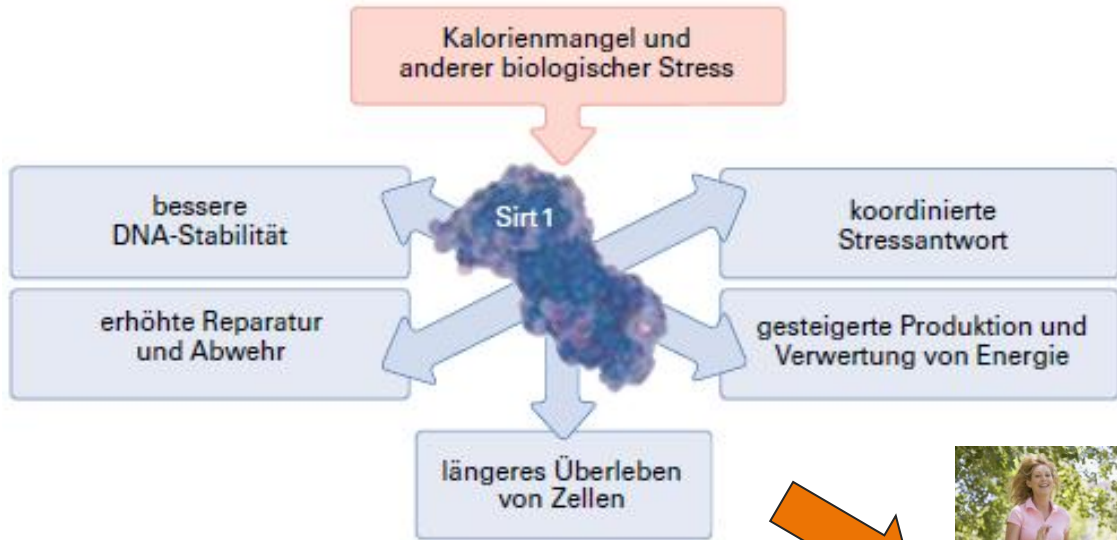 Kalorienmangel und
anderer biologischer Stress
Sirt 1
bessere
DNA-Stabilität
koordinierte
Stressantwort
erhöhte Reparatur
und Abwehr
gesteigerte Produktion und
Verwertung von Energie
längeres Überleben
von Zellen